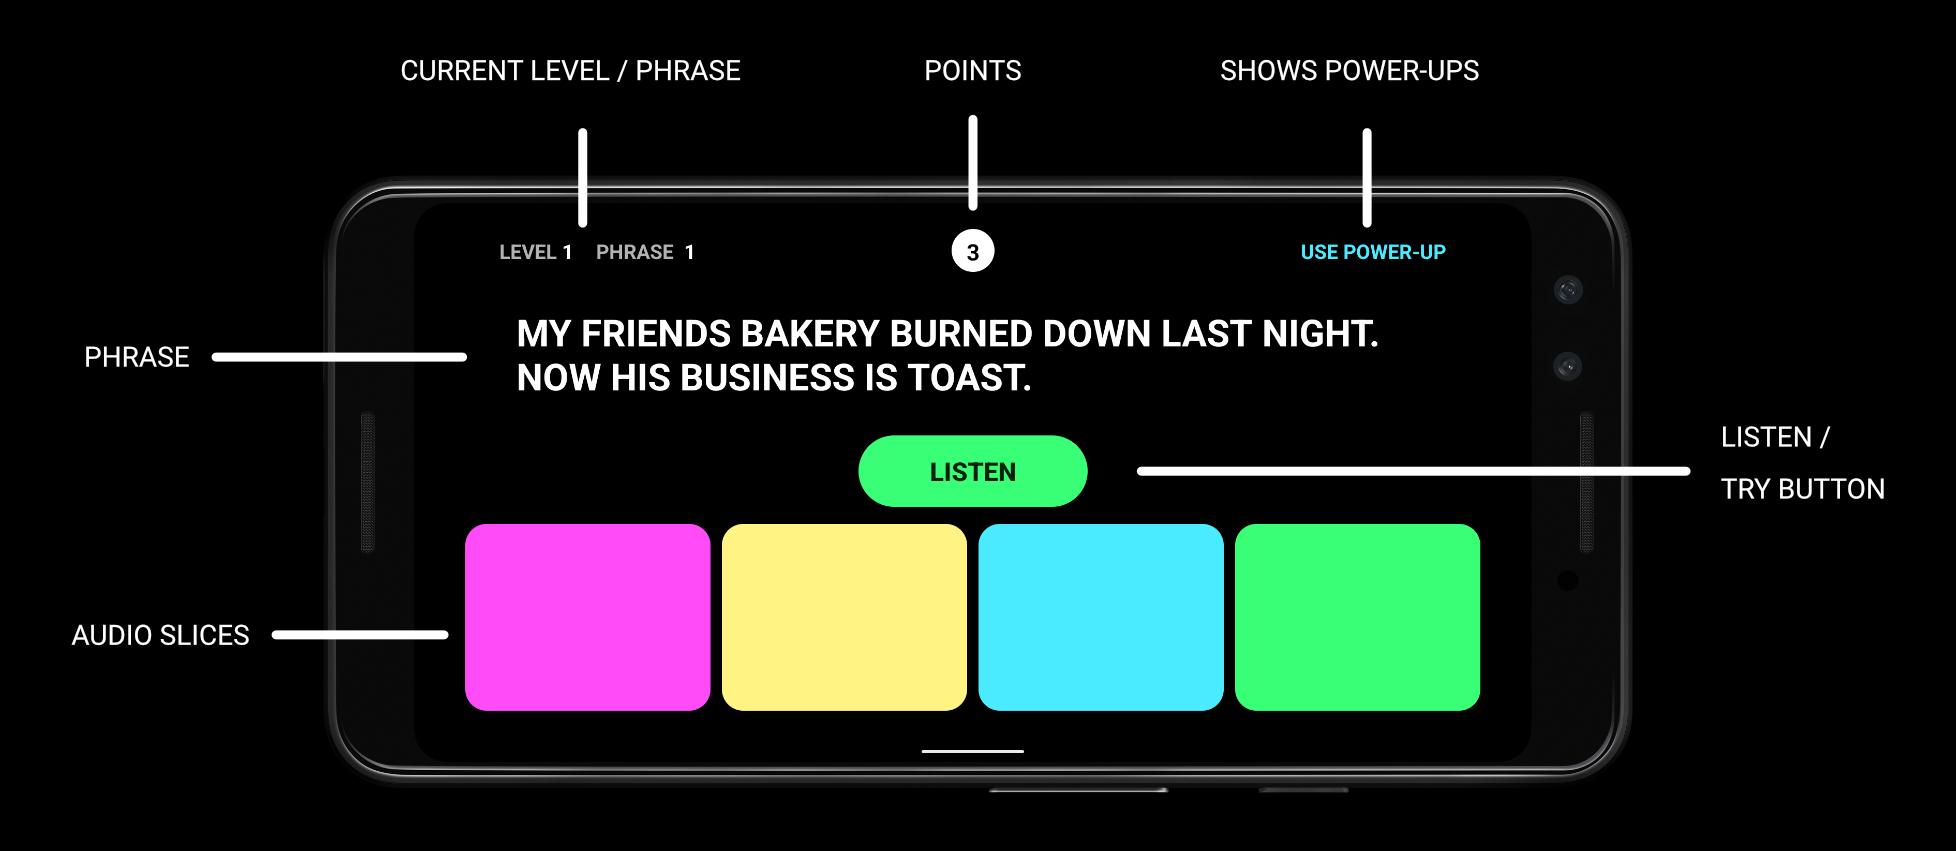 CURRENT LEVEL / PHRASE
POINTS
SHOWS POWER-UPS
LEVEL 1 PHRASE 1
3
USE POWER-UP
PHRASE
MY FRIENDS BAKERY BURNED DOWN LAST NIGHT.
NOW HIS BUSINESS IS TOAST.
LISTEN
LISTEN /
TRY BUTTON
AUDIO SLICES